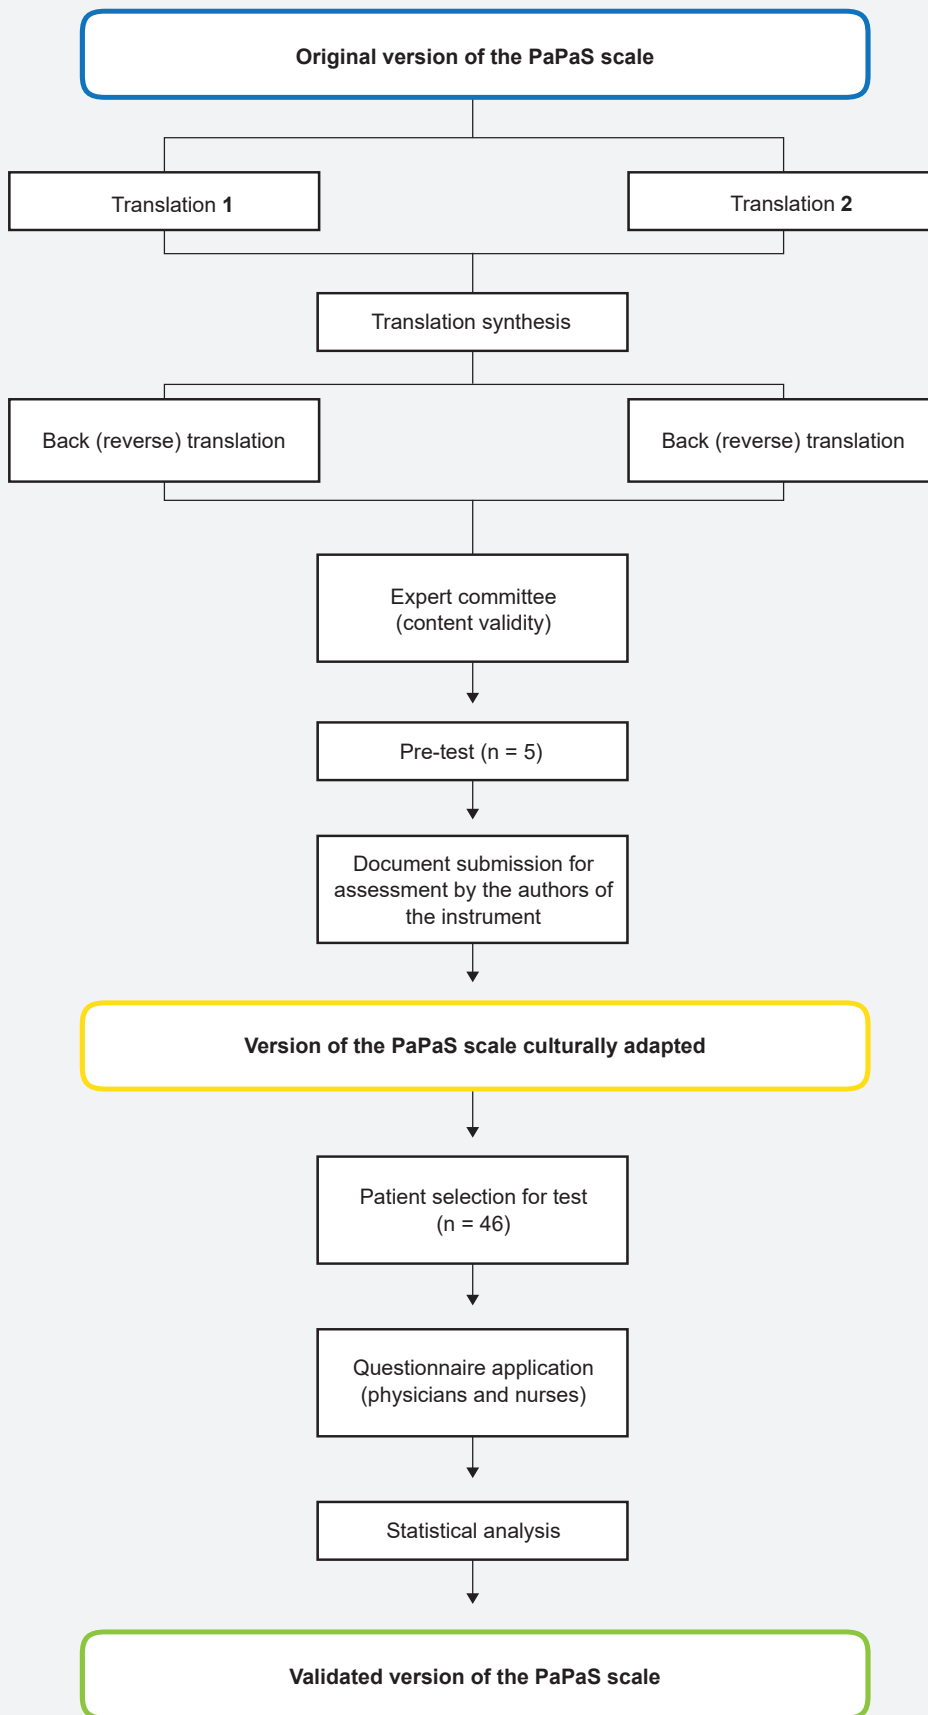 Original version of the PaPaS scale
Translation 1
Translation 2
Translation synthesis
Back (reverse) translation
Back (reverse) translation
Expert committee
(content validity)
Pre-test (n = 5)
Document submission for
assessment by the authors of
the instrument
Version of the PaPaS scale culturally adapted
Patient selection for test
(n = 46)
Questionnaire application
(physicians and nurses)
Statistical analysis
Validated version of the PaPaS scale